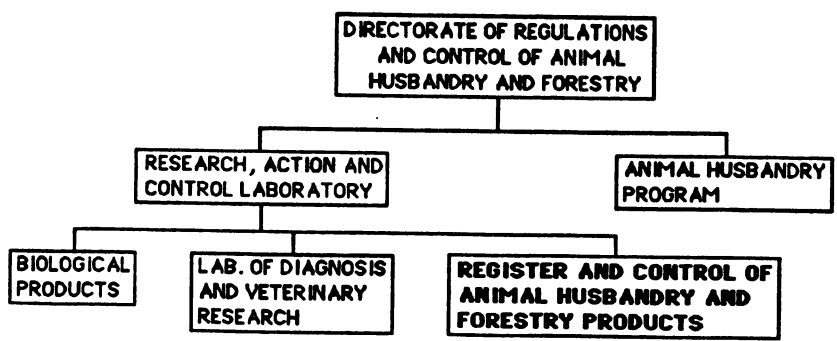 DIRECTORATE OF REGULATIONS
AND CONTROL OF ANIMAL
HUSBANDRY AND FORESTRY
RESEARCH, ACTION AND
CONTROL LABORATORY
ANIMAL HUSBANDRY
PROGRAM
BIOLOGICAL
PRODUCTS
LAB. OF DIAGNOSIS
AND VETERINARY
RESEARCH
REGISTER AND CONTROL OF
ANIMAL HUSBANDRY AND
FORESTRY PRODUCTS